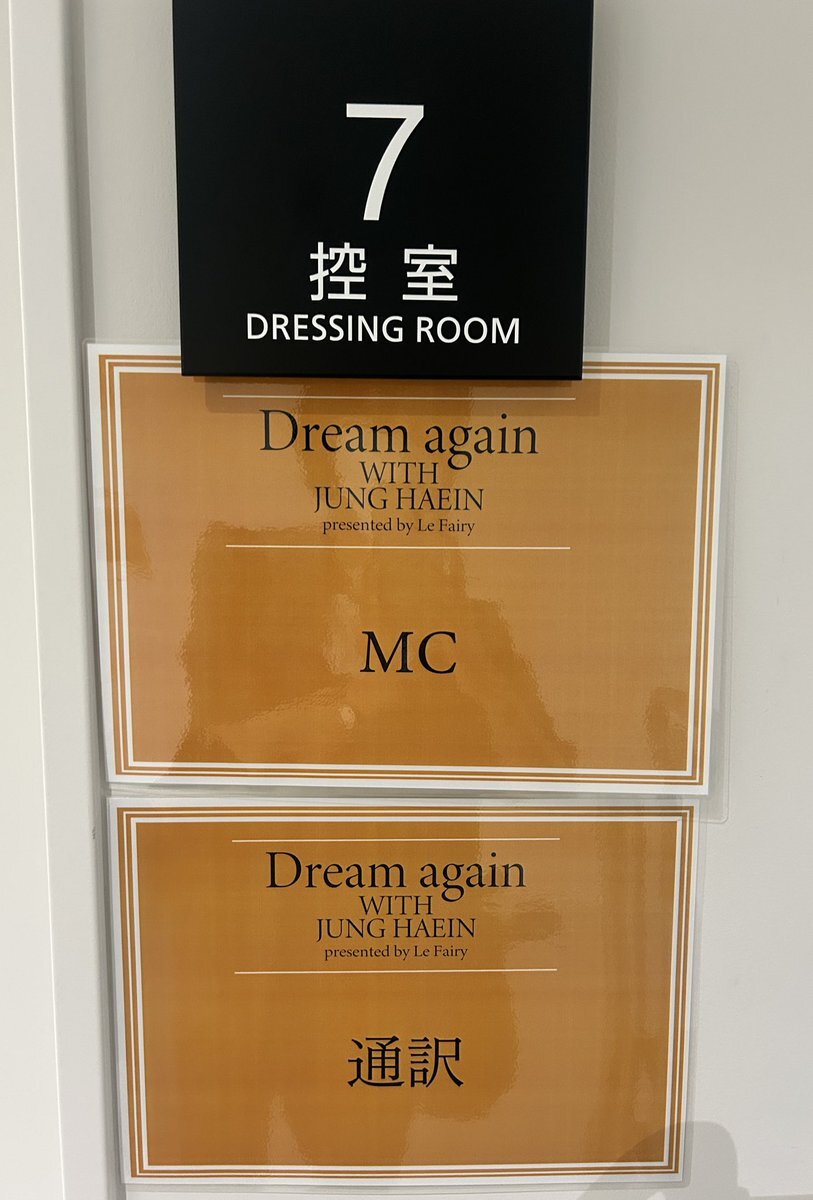 7
控室
DRESSING ROOM
Dream again
WITH
JUNG HAEIN
presented by Le Fairy
MC
Dream again
WITH
JUNG HAEIN
presented by Le Fairy
通訳